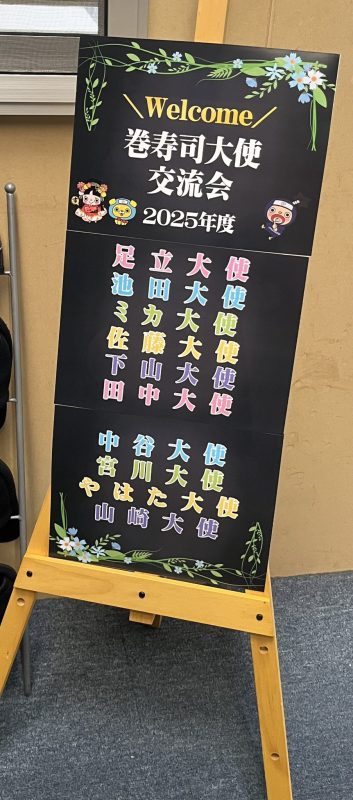 ＼Welcome／
巻寿司大使
交流会
2025年度
足立大使
池田大使
ミカ大使
佐藤大使
下山大使
田中大使
中谷大使
宮川大使
やはた大使
山崎大使